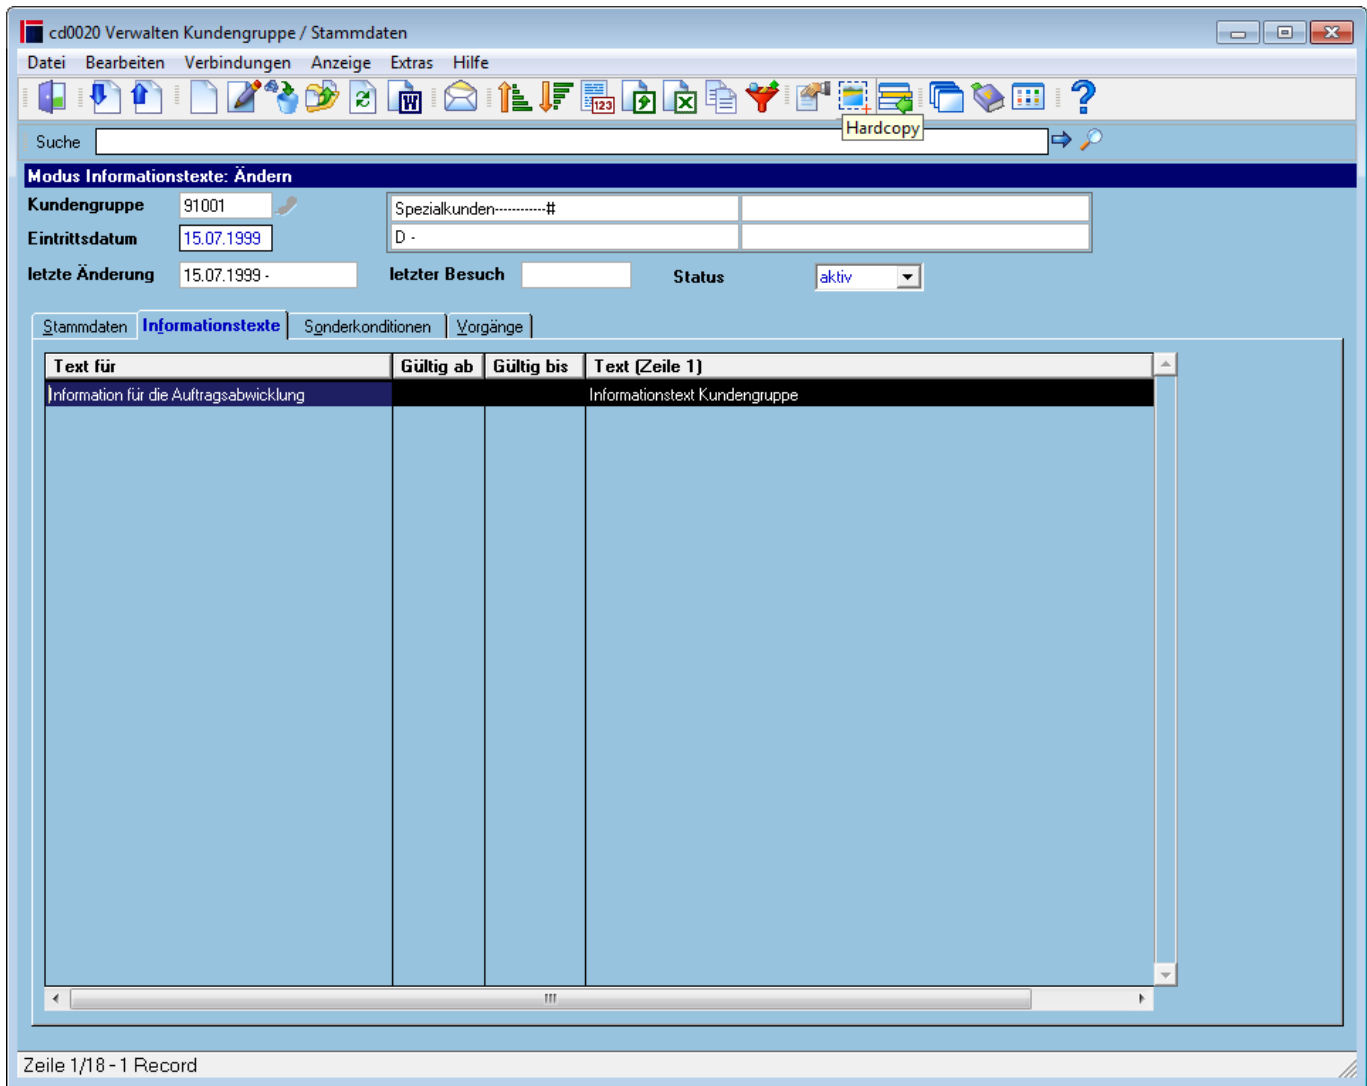 cd0020 Verwalten Kundengruppe / Stammdaten
Datei Bearbeiten Verbindungen Anzeige Extras Hilfe
W 123
Hardcopy
Suche
Modus Informationstexte: Ändern
Kundengruppe 91001 Spezialkunden------------#
Eintrittsdatum 15.07.1999 D -
letzte Änderung 15.07.1999 - letzter Besuch Status aktiv
Stammdaten Informationstexte Sonderkonditionen Vorgänge
Text für Gültig ab Gültig bis Text (Zeile 1)
Information für die Auftragsabwicklung Informationstext Kundengruppe
Zeile 1/18 - 1 Record